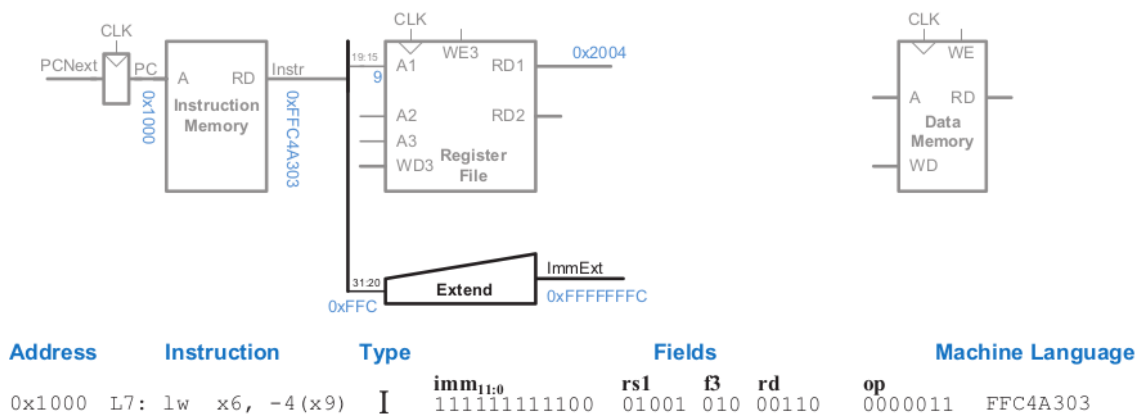 CLK CLK CLK
PCNext PC A RD Instr 19:15 A1 WE3 RD1 0x2004 WE
9
0x1000 Instruction Memory 0xFFC4A303 A2 RD2 A RD
A3 Data Memory
WD3 Register File WD
31:20 Extend ImmExt
0xFFC 0xFFFFFFFC
Address Instruction Type Fields Machine Language
imm11:0 rs1 f3 rd op
0x1000 L7: lw x6, -4(x9) I 111111111100 01001 010 00110 0000011 FFC4A303